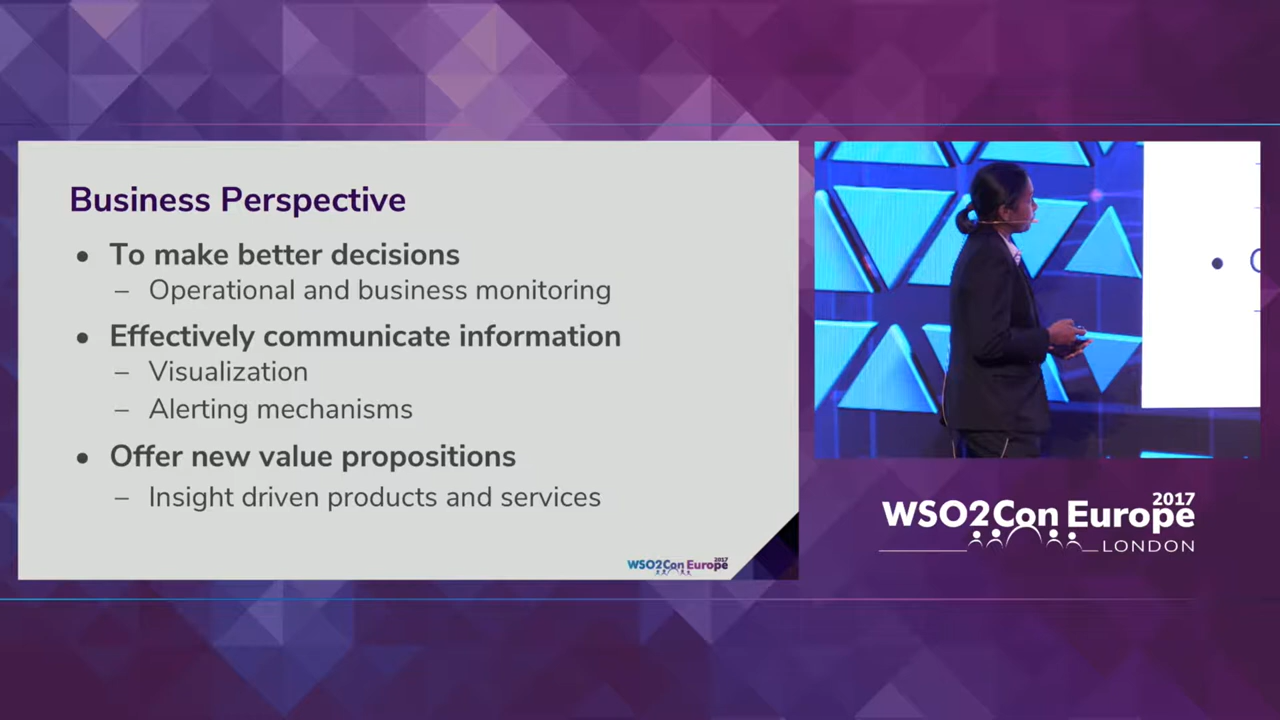 Business Perspective
• To make better decisions
– Operational and business monitoring
• Effectively communicate information
– Visualization
– Alerting mechanisms
• Offer new value propositions
– Insight driven products and services
WSO2Con Europe 2017
WSO2Con Europe 2017
LONDON